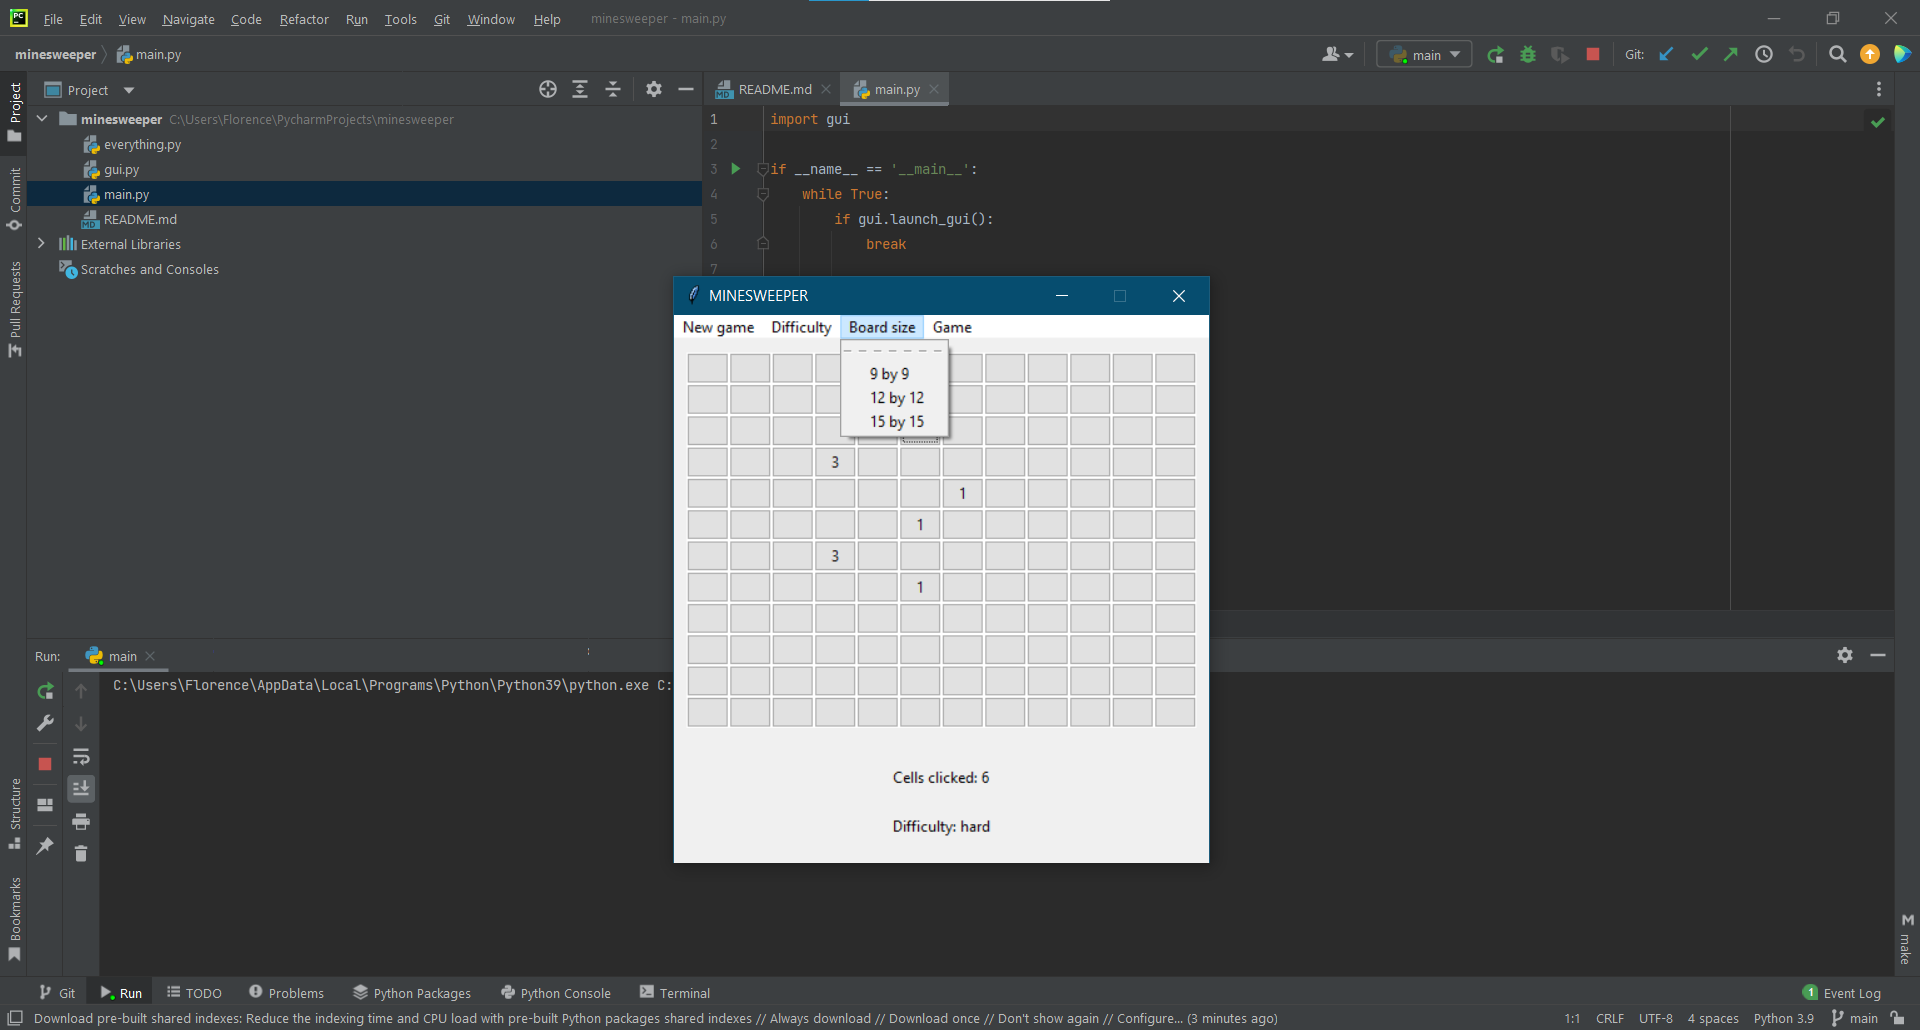 PC File Edit View Navigate Code Refactor Run Tools Git Window Help minesweeper - main.py
minesweeper main.py main Git:
Project README.md main.py
minesweeper C:\Users\Florence\PycharmProjects\minesweeper
everything.py
gui.py
main.py
README.md
External Libraries
Scratches and Consoles
Project
Commit
Pull Requests
Structure
Bookmarks
1 import gui
2
3 if __name__ == '__main__':
4 while True:
5 if gui.launch_gui():
6 break
7
MINESWEEPER
New game Difficulty Board size Game
9 by 9
12 by 12
15 by 15
3
1
1
3
1
Cells clicked: 6
Difficulty: hard
Run: main
C:\Users\Florence\AppData\Local\Programs\Python\Python39\python.exe C:
make
Git Run TODO Problems Python Packages Python Console Terminal 1 Event Log
Download pre-built shared indexes: Reduce the indexing time and CPU load with pre-built Python packages shared indexes // Always download // Download once // Don't show again // Configure... (3 minutes ago) 1:1 CRLF UTF-8 4 spaces Python 3.9 main